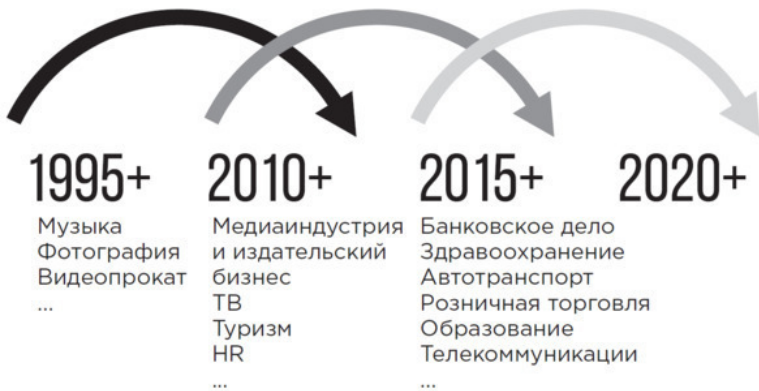 1995+
Музыка
Фотография
Видеопрокат
...
2010+
Медиаиндустрия
и издательский
бизнес
ТВ
Туризм
HR
...
2015+
Банковское дело
Здравоохранение
Автотранспорт
Розничная торговля
Образование
Телекоммуникации
...
2020+